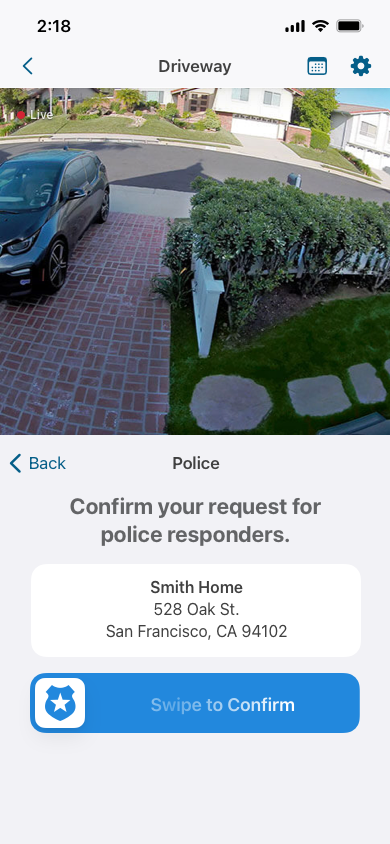 2:18
Driveway
Live
Back
Police
Confirm your request for
police responders.
Smith Home
528 Oak St.
San Francisco, CA 94102
Swipe to Confirm